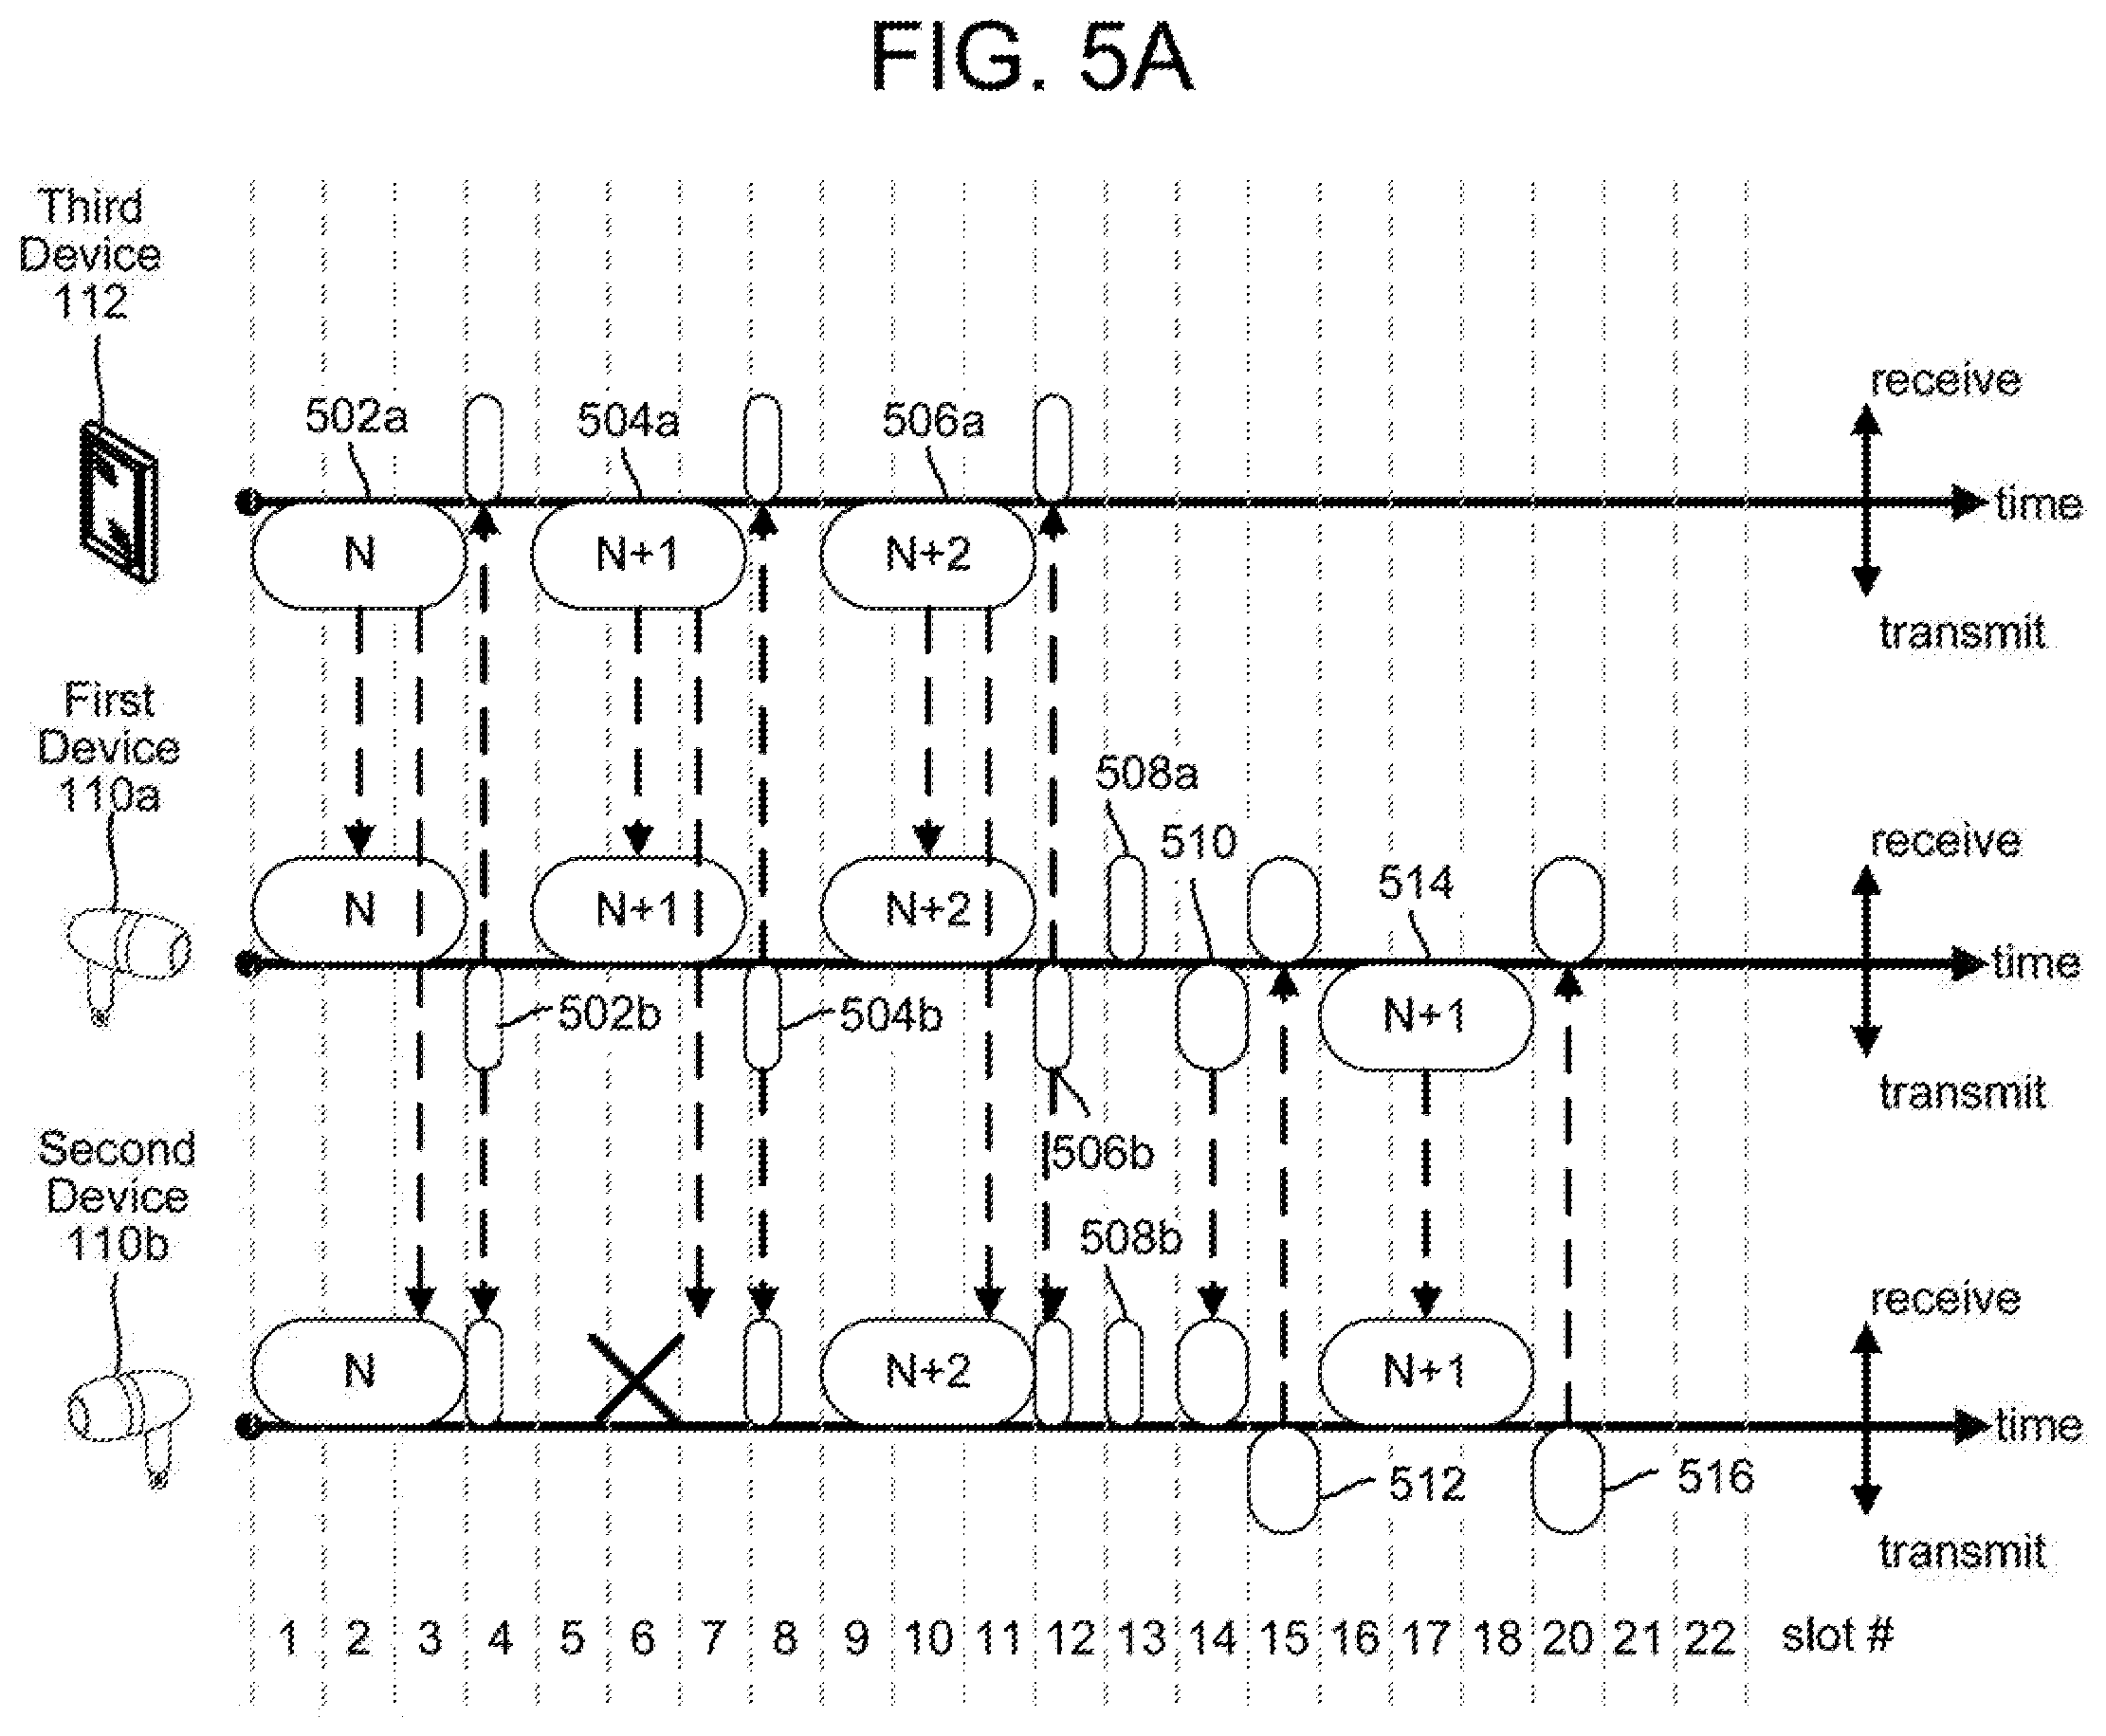 FIG. 5A
Third
Device
112
502a
504a
506a
receive
time
transmit
N
N+1
N+2
First
Device
110a
508a
510
514
receive
time
transmit
N
N+1
N+2
N+1
502b
504b
506b
Second
Device
110b
508b
receive
time
transmit
N
N+2
N+1
512
516
1 2 3 4 5 6 7 8 9 10 11 12 13 14 15 16 17 18 20 21 22 slot #